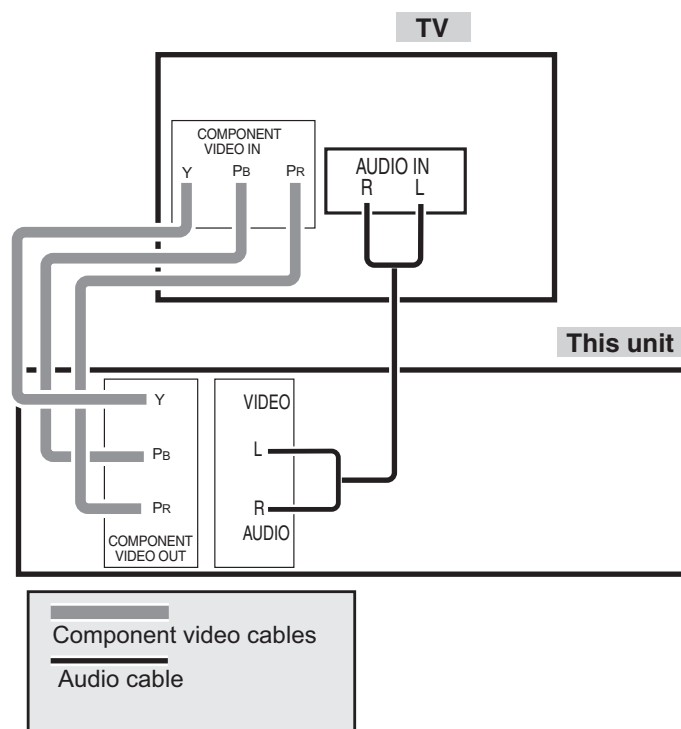 TV
COMPONENT
VIDEO IN
Y PB PR
AUDIO IN
R L
This unit
Y
PB
PR
COMPONENT
VIDEO OUT
VIDEO
L
R
AUDIO
Component video cables
Audio cable